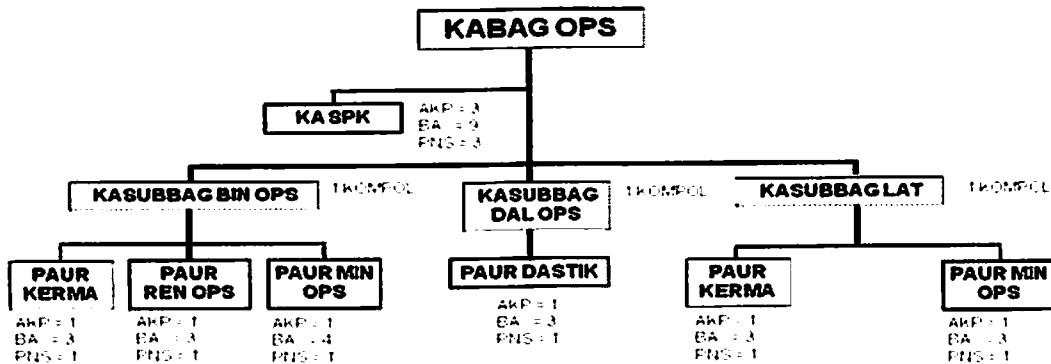 KABAG OPS
KA SPK
AKP = 3
BA = 9
PNS = 3
KASUBBAG BIN OPS
1 KOMPOL
KASUBBAG
DAL OPS
1 KOMPOL
KASUBBAG LAT
1 KOMPOL
PAUR
KERMA
AKP = 1
BA = 3
PNS = 1
PAUR
REN OPS
AKP = 1
BA = 3
PNS = 1
PAUR MIN
OPS
AKP = 1
BA = 4
PNS = 1
PAUR DASTIK
AKP = 1
BA = 3
PNS = 1
PAUR
KERMA
AKP = 1
BA = 3
PNS = 1
PAUR MIN
OPS
AKP = 1
BA = 3
PNS = 1